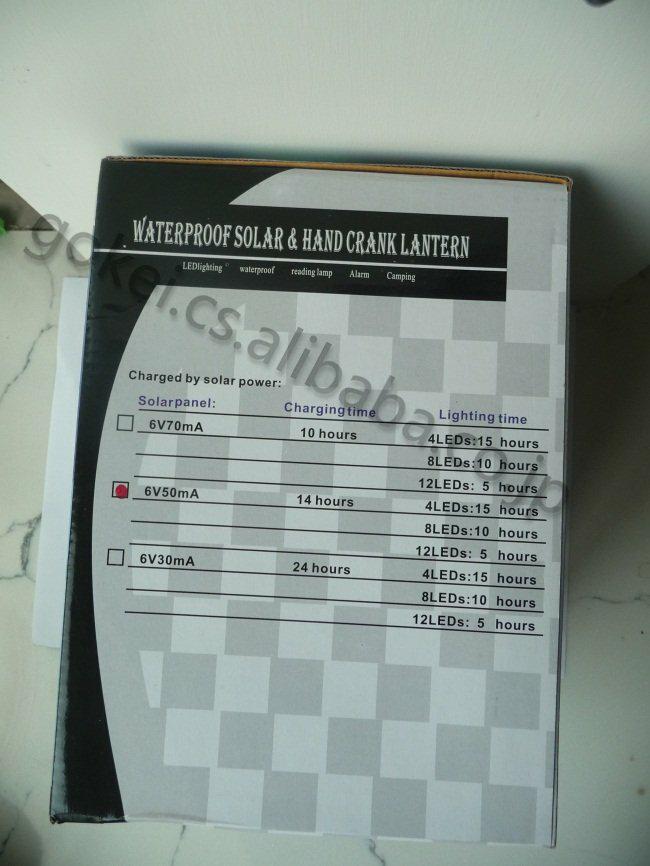 WATERPROOF SOLAR & HAND CRANK LANTERN
LEDlighting waterproof reading lamp Alarm Camping
gokei.cs.alibaba.co.jp
Charged by solar power:
Solarpanel: Chargingtime Lighting time
6V70mA 10 hours 4LEDs:15 hours
8LEDs:10 hours
12LEDs: 5 hours
6V50mA 14 hours 4LEDs:15 hours
8LEDs:10 hours
12LEDs: 5 hours
6V30mA 24 hours 4LEDs:15 hours
8LEDs:10 hours
12LEDs: 5 hours